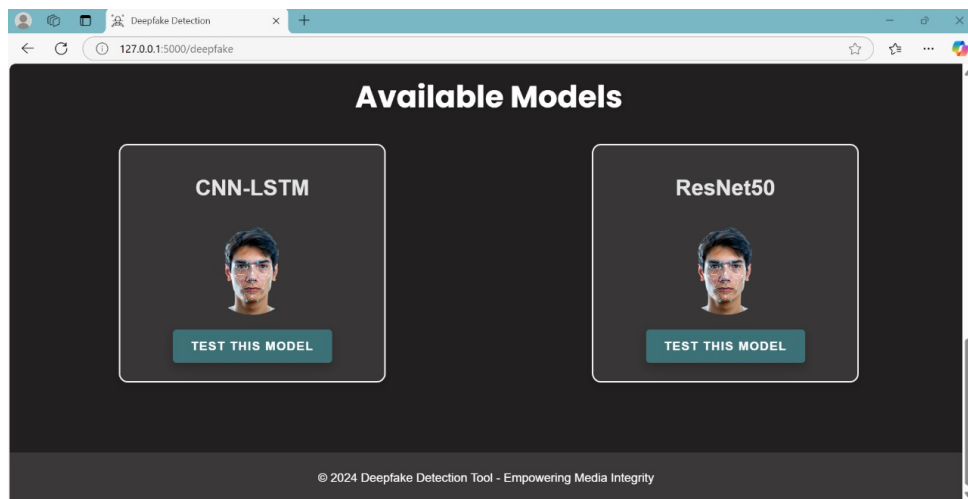 Deepfake Detection
127.0.0.1:5000/deepfake
Available Models
CNN-LSTM
ResNet50
TEST THIS MODEL
TEST THIS MODEL
© 2024 Deepfake Detection Tool - Empowering Media Integrity